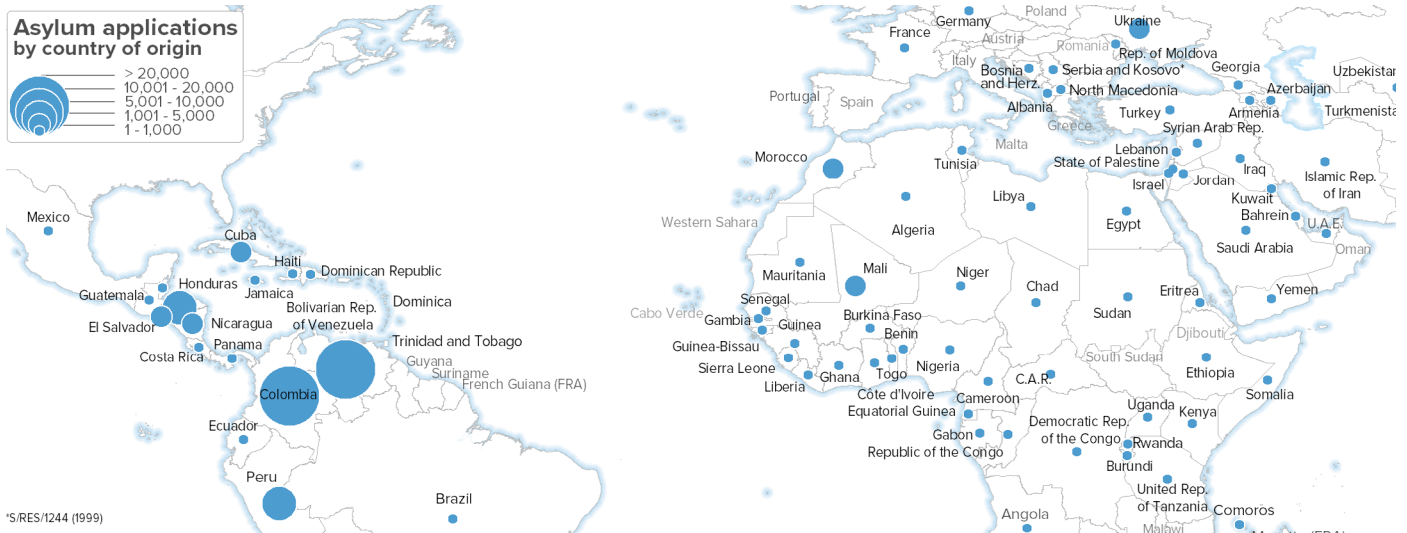 Asylum applications
by country of origin
> 20,000
10,001 - 20,000
5,001 - 10,000
1,001 - 5,000
1 - 1,000
Germany
Poland
Ukraine
France
Austria
Romania
Rep. of Moldova
Italy
Bosnia
and Herz.
Serbia and Kosovo*
Georgia
Uzbekistan
Portugal
Spain
North Macedonia
Azerbaijan
Albania
Greece
Turkey
Armenia
Turkmenista
Syrian Arab Rep.
Malta
Morocco
Tunisia
Lebanon
State of Palestine
Iraq
Islamic Rep.
of Iran
Israel
Jordan
Kuwait
Libya
Bahrain
Mexico
Western Sahara
Algeria
Egypt
U.A.E.
Cuba
Saudi Arabia
Oman
Haiti
Dominican Republic
Mauritania
Mali
Niger
Honduras
Guatemala
Jamaica
Dominica
Chad
Eritrea
Yemen
Bolivarian Rep.
of Venezuela
Cabo Verde
Senegal
Gambia
Burkina Faso
Sudan
El Salvador
Nicaragua
Guinea
Benin
Djibouti
Panama
Trinidad and Tobago
Guinea-Bissau
Costa Rica
Guyana
South Sudan
Suriname
Sierra Leone
Nigeria
Ethiopia
French Guiana (FRA)
Liberia
Ghana
Togo
C.A.R.
Colombia
Côte d'Ivoire
Cameroon
Somalia
Equatorial Guinea
Uganda
Kenya
Ecuador
Democratic Rep.
of the Congo
Gabon
Rwanda
Republic of the Congo
Burundi
Peru
United Rep.
of Tanzania
Brazil
Comoros
Angola
*S/RES/1244 (1999)
Malawi